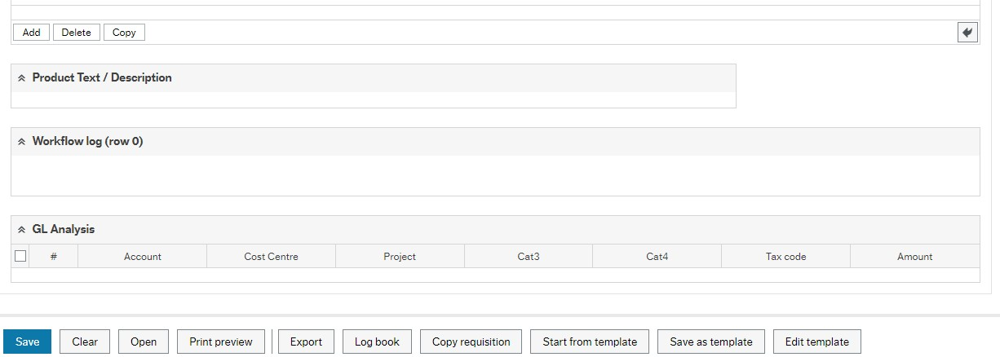 Add Delete Copy
Product Text / Description
Workflow log (row 0)
GL Analysis
# Account Cost Centre Project Cat3 Cat4 Tax code Amount
Save Clear Open Print preview Export Log book Copy requisition Start from template Save as template Edit template